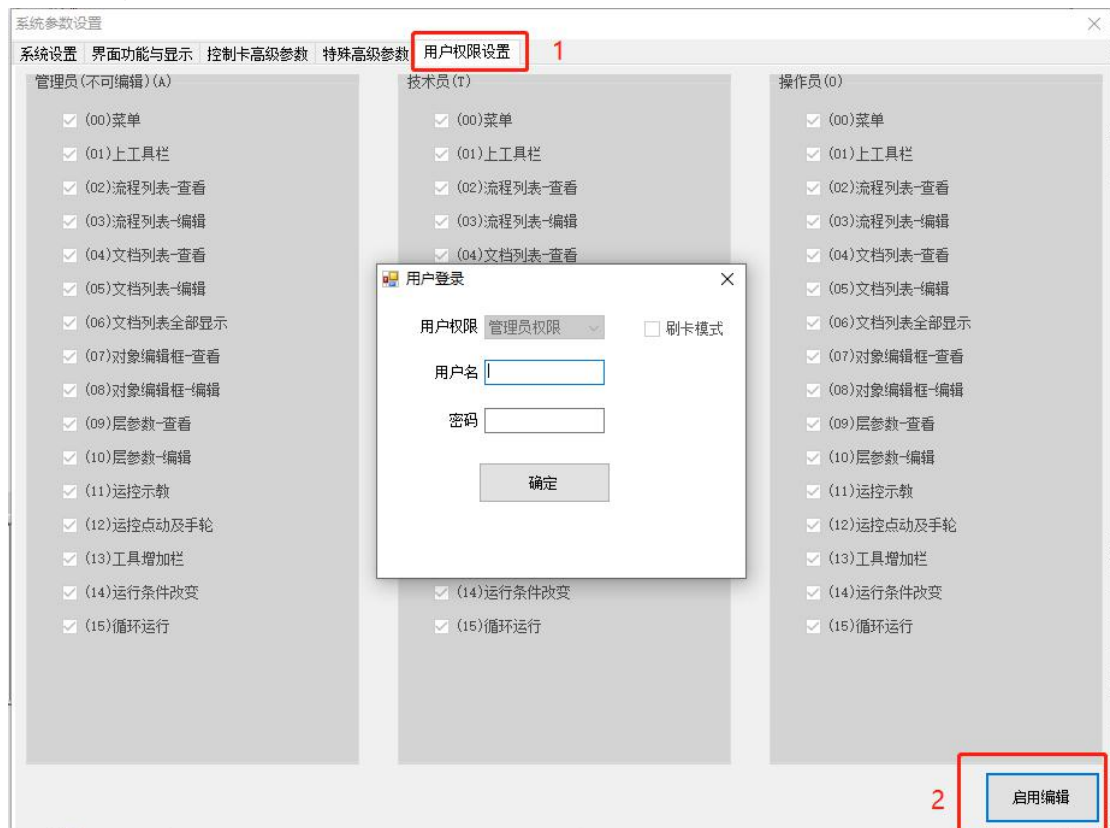 系统参数设置
系统设置 界面功能与显示 控制卡高级参数 特殊高级参数 用户权限设置 1
管理员(不可编辑)(A)
(00)菜单
(01)上工具栏
(02)流程列表-查看
(03)流程列表-编辑
(04)文档列表-查看
(05)文档列表-编辑
(06)文档列表全部显示
(07)对象编辑框-查看
(08)对象编辑框-编辑
(09)层参数-查看
(10)层参数-编辑
(11)运控示教
(12)运控点动及手轮
(13)工具增加栏
(14)运行条件改变
(15)循环运行
技术员(T)
(00)菜单
(01)上工具栏
(02)流程列表-查看
(03)流程列表-编辑
(04)文档列表-查看
用户登录
用户权限 管理员权限 刷卡模式
用户名
密码
确定
(14)运行条件改变
(15)循环运行
操作员(O)
(00)菜单
(01)上工具栏
(02)流程列表-查看
(03)流程列表-编辑
(04)文档列表-查看
(05)文档列表-编辑
(06)文档列表全部显示
(07)对象编辑框-查看
(08)对象编辑框-编辑
(09)层参数-查看
(10)层参数-编辑
(11)运控示教
(12)运控点动及手轮
(13)工具增加栏
(14)运行条件改变
(15)循环运行
2 启用编辑